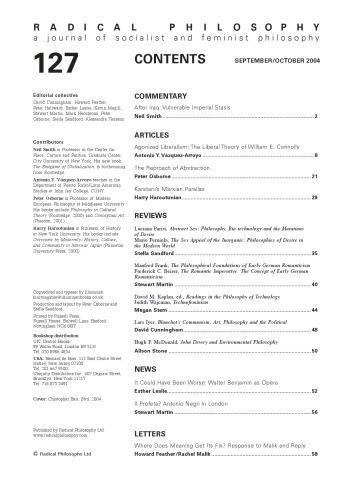 RADICAL PHILOSOPHY
a journal of socialist and feminist philosophy
127
CONTENTS
SEPTEMBER/OCTOBER 2004
Editorial collective
David Cunningham, Howard Feather,
Peter Hallward, Esther Leslie, Kevin Magill,
Stewart Martin, Mark Neocleous, Peter
Osborne, Stella Sandford, Alessandra Tanesini
Contributors
Neil Smith is Professor in the Center for
Place, Culture and Politics, Graduate Center,
City University of New York. His new book,
The Endgame of Globalization, is forthcoming
from Routledge.
Antonio Y. Vázquez-Arroyo teaches in the
Department of Puerto Rican/Latin American
Studies at John Jay College, CUNY.
Peter Osborne is Professor of Modern
European Philosophy at Middlesex University.
His books include Philosophy in Cultural
Theory (Routledge, 2000) and Conceptual Art
(Phaidon, 2002).
Harry Harootunian is Professor of History
at New York University. His books include
Overcome by Modernity: History, Culture,
and Community in Interwar Japan (Princeton
University Press, 2000).
Copyedited and typeset by illuminati
www.illuminatibooks.co.uk
Production and layout by Peter Osborne and
Stella Sandford
Printed by Russell Press,
Russell House, Bulwell Lane, Basford,
Nottingham NG6 0BT
Bookshop distribution
UK: Central Books,
99 Wallis Road, London E9 5LN
Tel: 020 8986 4854
USA: Bernhard de Boer, 113 East Centre Street,
Nutley, New Jersey 07100
Tel: 201 667 9300;
Ubiquity Distributors Inc., 607 Degraw Street,
Brooklyn, New York 11217
Tel: 718 875 5491
Cover:
2004
Published by Radical Philosophy Ltd
www.radicalphilosophy.com
© Radical Philosophy Ltd
COMMENTARY
After Iraq: Vulnerable Imperial Stasis
Neil Smith 2
ARTICLES
Agonized Liberalism: The Liberal Theory of William E. Connolly
Antonio Y. Vázquez-Arroyo 8
The Reproach of Abstraction
Peter Osborne 21
Karatani's Marxian Parallax
Harry Harootunian 29
REVIEWS
Luciana Parisi, Abstract Sex: Philosophy, Bio-technology and the Mutations
of Desire
Mario Perniola, The Sex Appeal of the Inorganic: Philosophies of Desire in
the Modern World
Stella Sandford 35
Manfred Frank, The Philosophical Foundations of Early German Romanticism
Frederick C. Beiser, The Romantic Imperative: The Concept of Early German
Romanticism
Stewart Martin 40
David M. Kaplan, ed., Readings in the Philosophy of Technology
Judith Wajcman, Technofeminism
Megan Stern 44
Lars Iyer, Blanchot's Communism: Art, Philosophy and the Political
David Cunningham 48
Hugh P. McDonald, John Dewey and Environmental Philosophy
Alison Stone 50
NEWS
It Could Have Been Worse: Walter Benjamin as Opera
Esther Leslie 52
Il Profeta? Antonio Negri in London
Stewart Martin 56
LETTERS
Where Does Meaning Get Its Fix? Response to Malik and Reply
Howard Feather/Rachel Malik 58